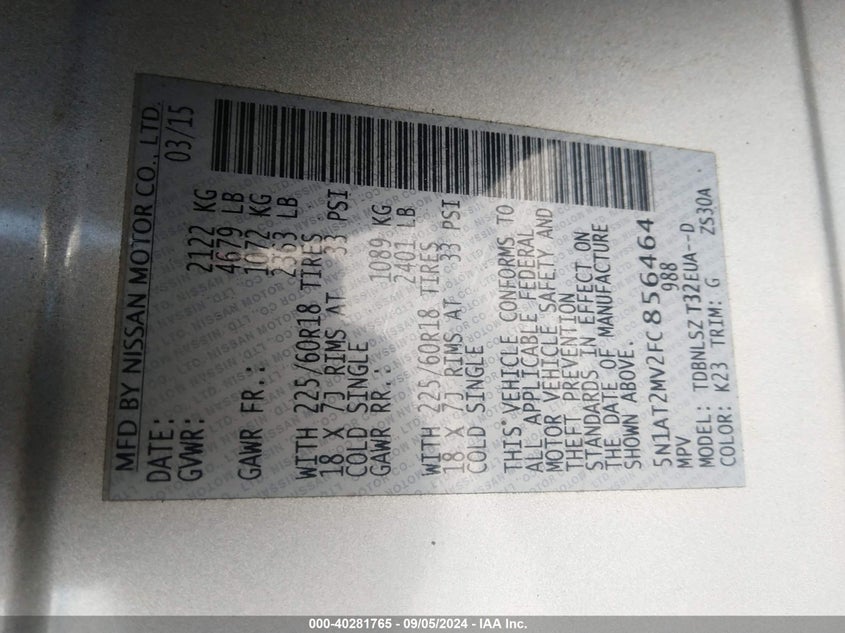 MFD BY NISSAN MOTOR CO., LTD.
DATE: 03/15
GVWR: 2122 KG
4679 LB
GAWR FR.: 1072 KG
2363 LB
WITH 225/60R18 TIRES
18 X 7J RIMS AT 33 PSI
COLD SINGLE
GAWR RR.: 1089 KG
2401 LB
WITH 225/60R18 TIRES
18 X 7J RIMS AT 33 PSI
COLD SINGLE
THIS VEHICLE CONFORMS TO
ALL APPLICABLE FEDERAL
MOTOR VEHICLE SAFETY AND
THEFT PREVENTION
STANDARDS IN EFFECT ON
THE DATE OF MANUFACTURE
SHOWN ABOVE.
5N1AT2MV2FC856464
MPV 988
MODEL: TDBNLSZ T32EUA--D
COLOR: K23 TRIM: G ZS30A
000-40281765 - 09/05/2024 - IAA Inc.